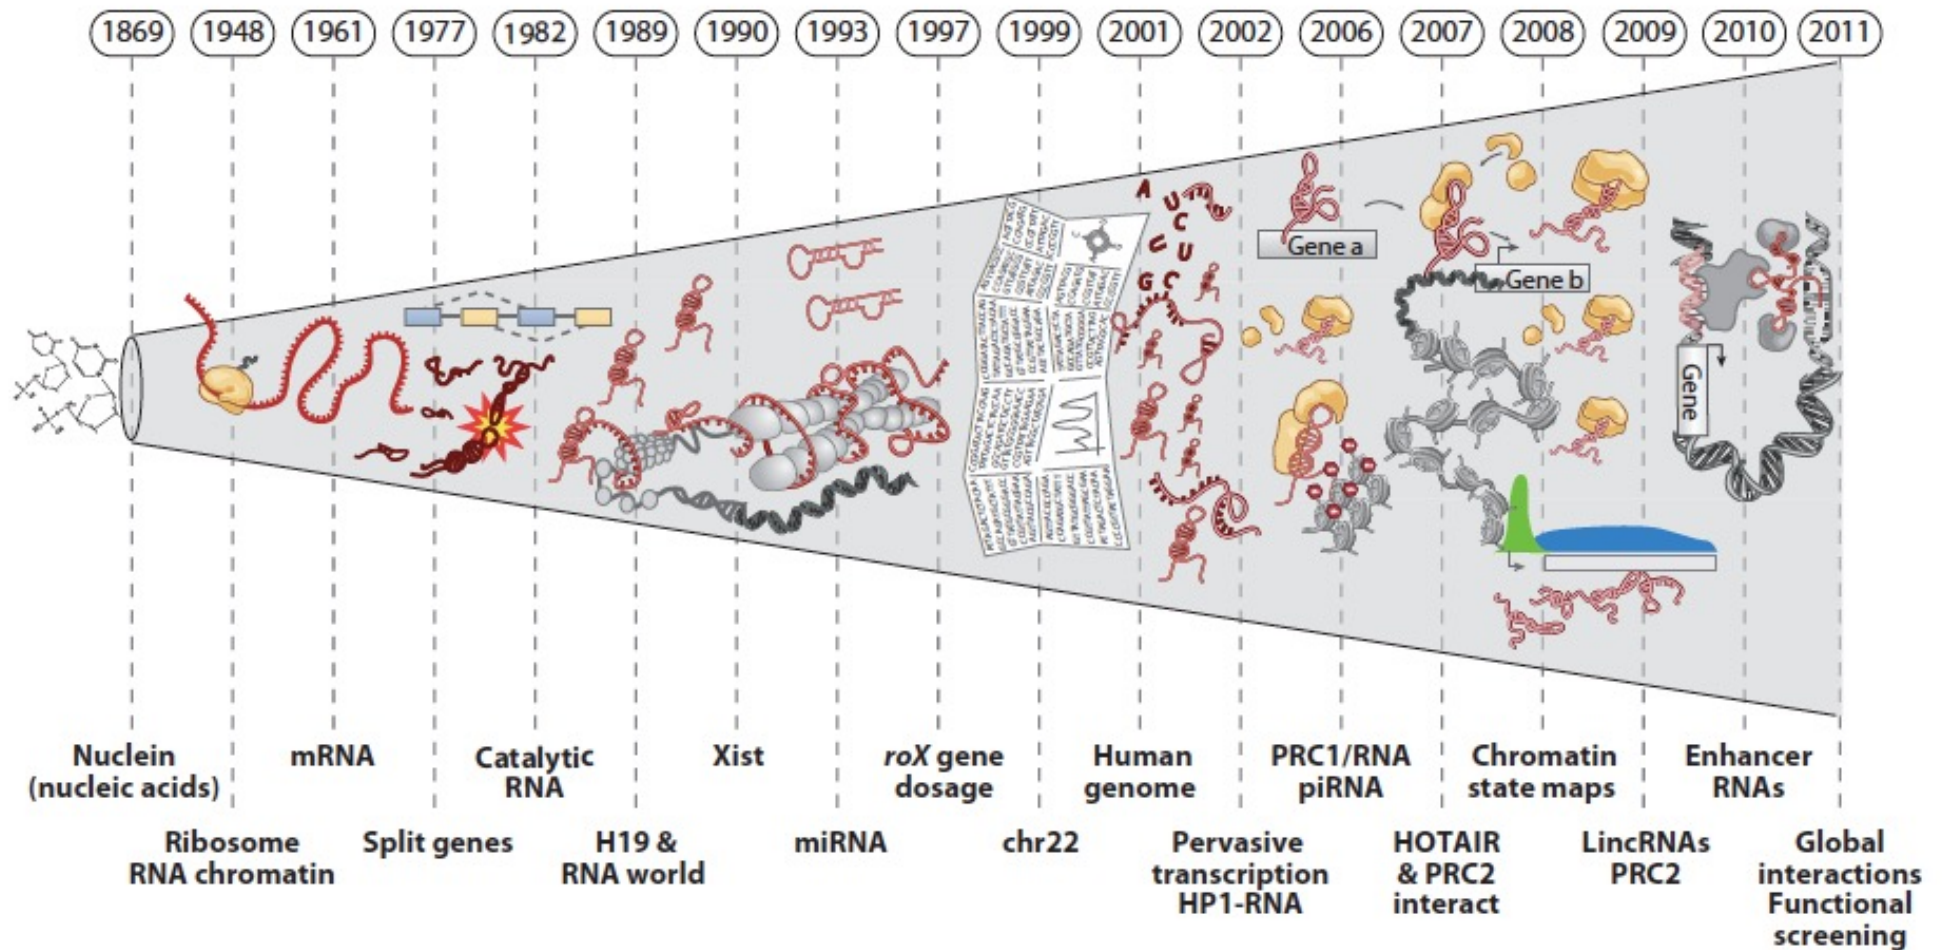 1869 1948 1961 1977 1982 1989 1990 1993 1997 1999 2001 2002 2006 2007 2008 2009 2010 2011
A
U
C
U U
G C
Gene a
Gene b
Gene
Nuclein
(nucleic acids)
Ribosome
RNA chromatin
mRNA
Split genes
Catalytic
RNA
H19 &
RNA world
Xist
miRNA
roX gene
dosage
chr22
Human
genome
Pervasive
transcription
HP1-RNA
PRC1/RNA
piRNA
HOTAIR
& PRC2
interact
Chromatin
state maps
LincRNAs
PRC2
Enhancer
RNAs
Global
interactions
Functional
screening